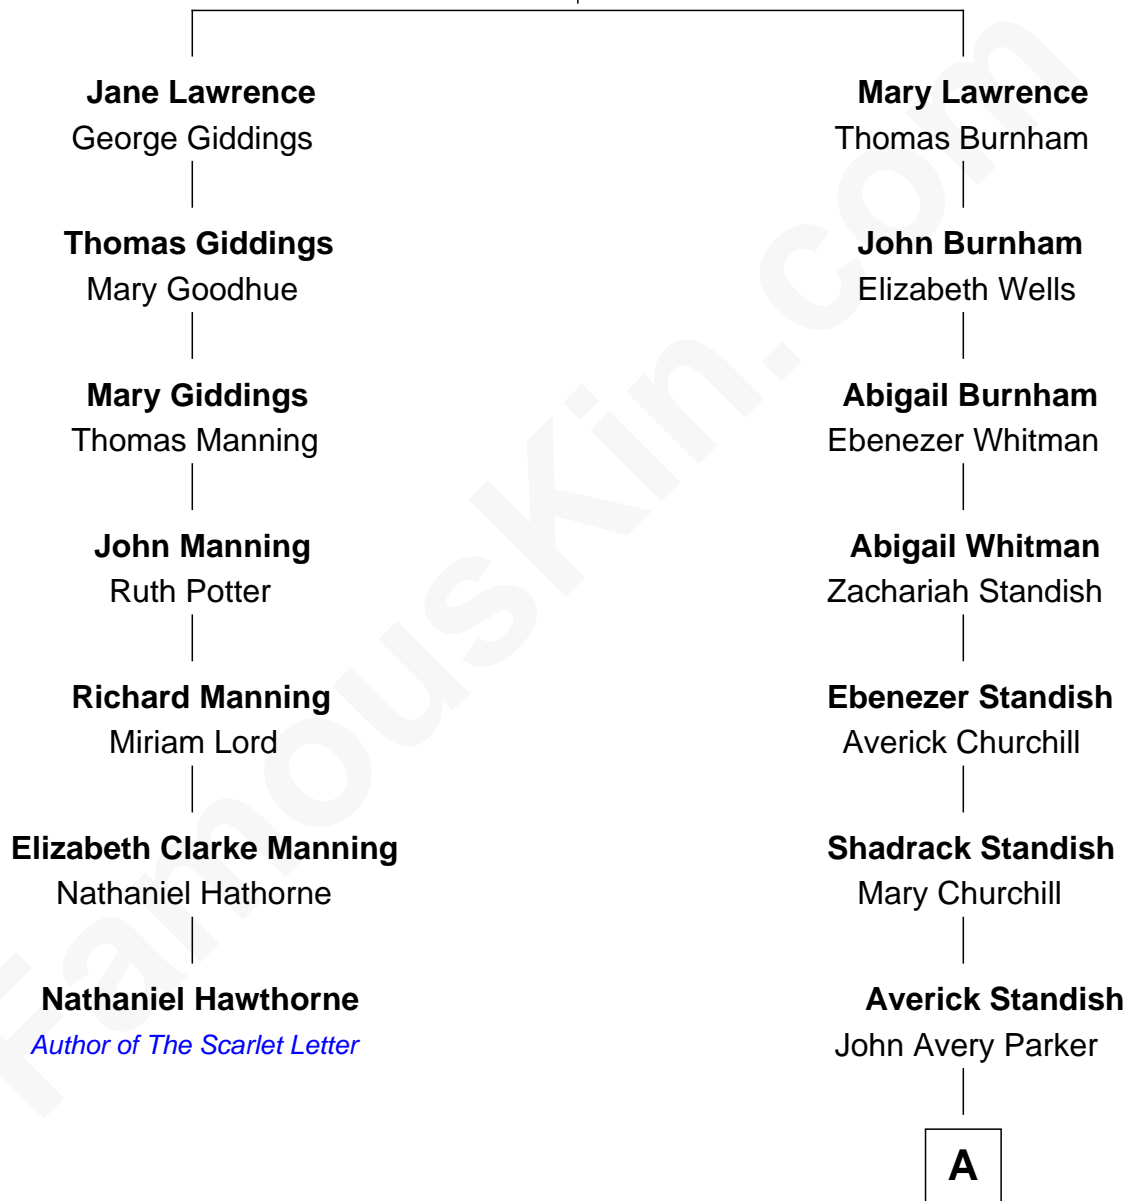 Jane Lawrence
George Giddings
Thomas Giddings
Mary Goodhue
Mary Giddings
Thomas Manning
John Manning
Ruth Potter
Richard Manning
Miriam Lord
Elizabeth Clarke Manning
Nathaniel Hathorne
Nathaniel Hawthorne
Author of The Scarlet Letter
Mary Lawrence
Thomas Burnham
John Burnham
Elizabeth Wells
Abigail Burnham
Ebenezer Whitman
Abigail Whitman
Zachariah Standish
Ebenezer Standish
Averick Churchill
Shadrack Standish
Mary Churchill
Averick Standish
John Avery Parker
A
FamousKin.com